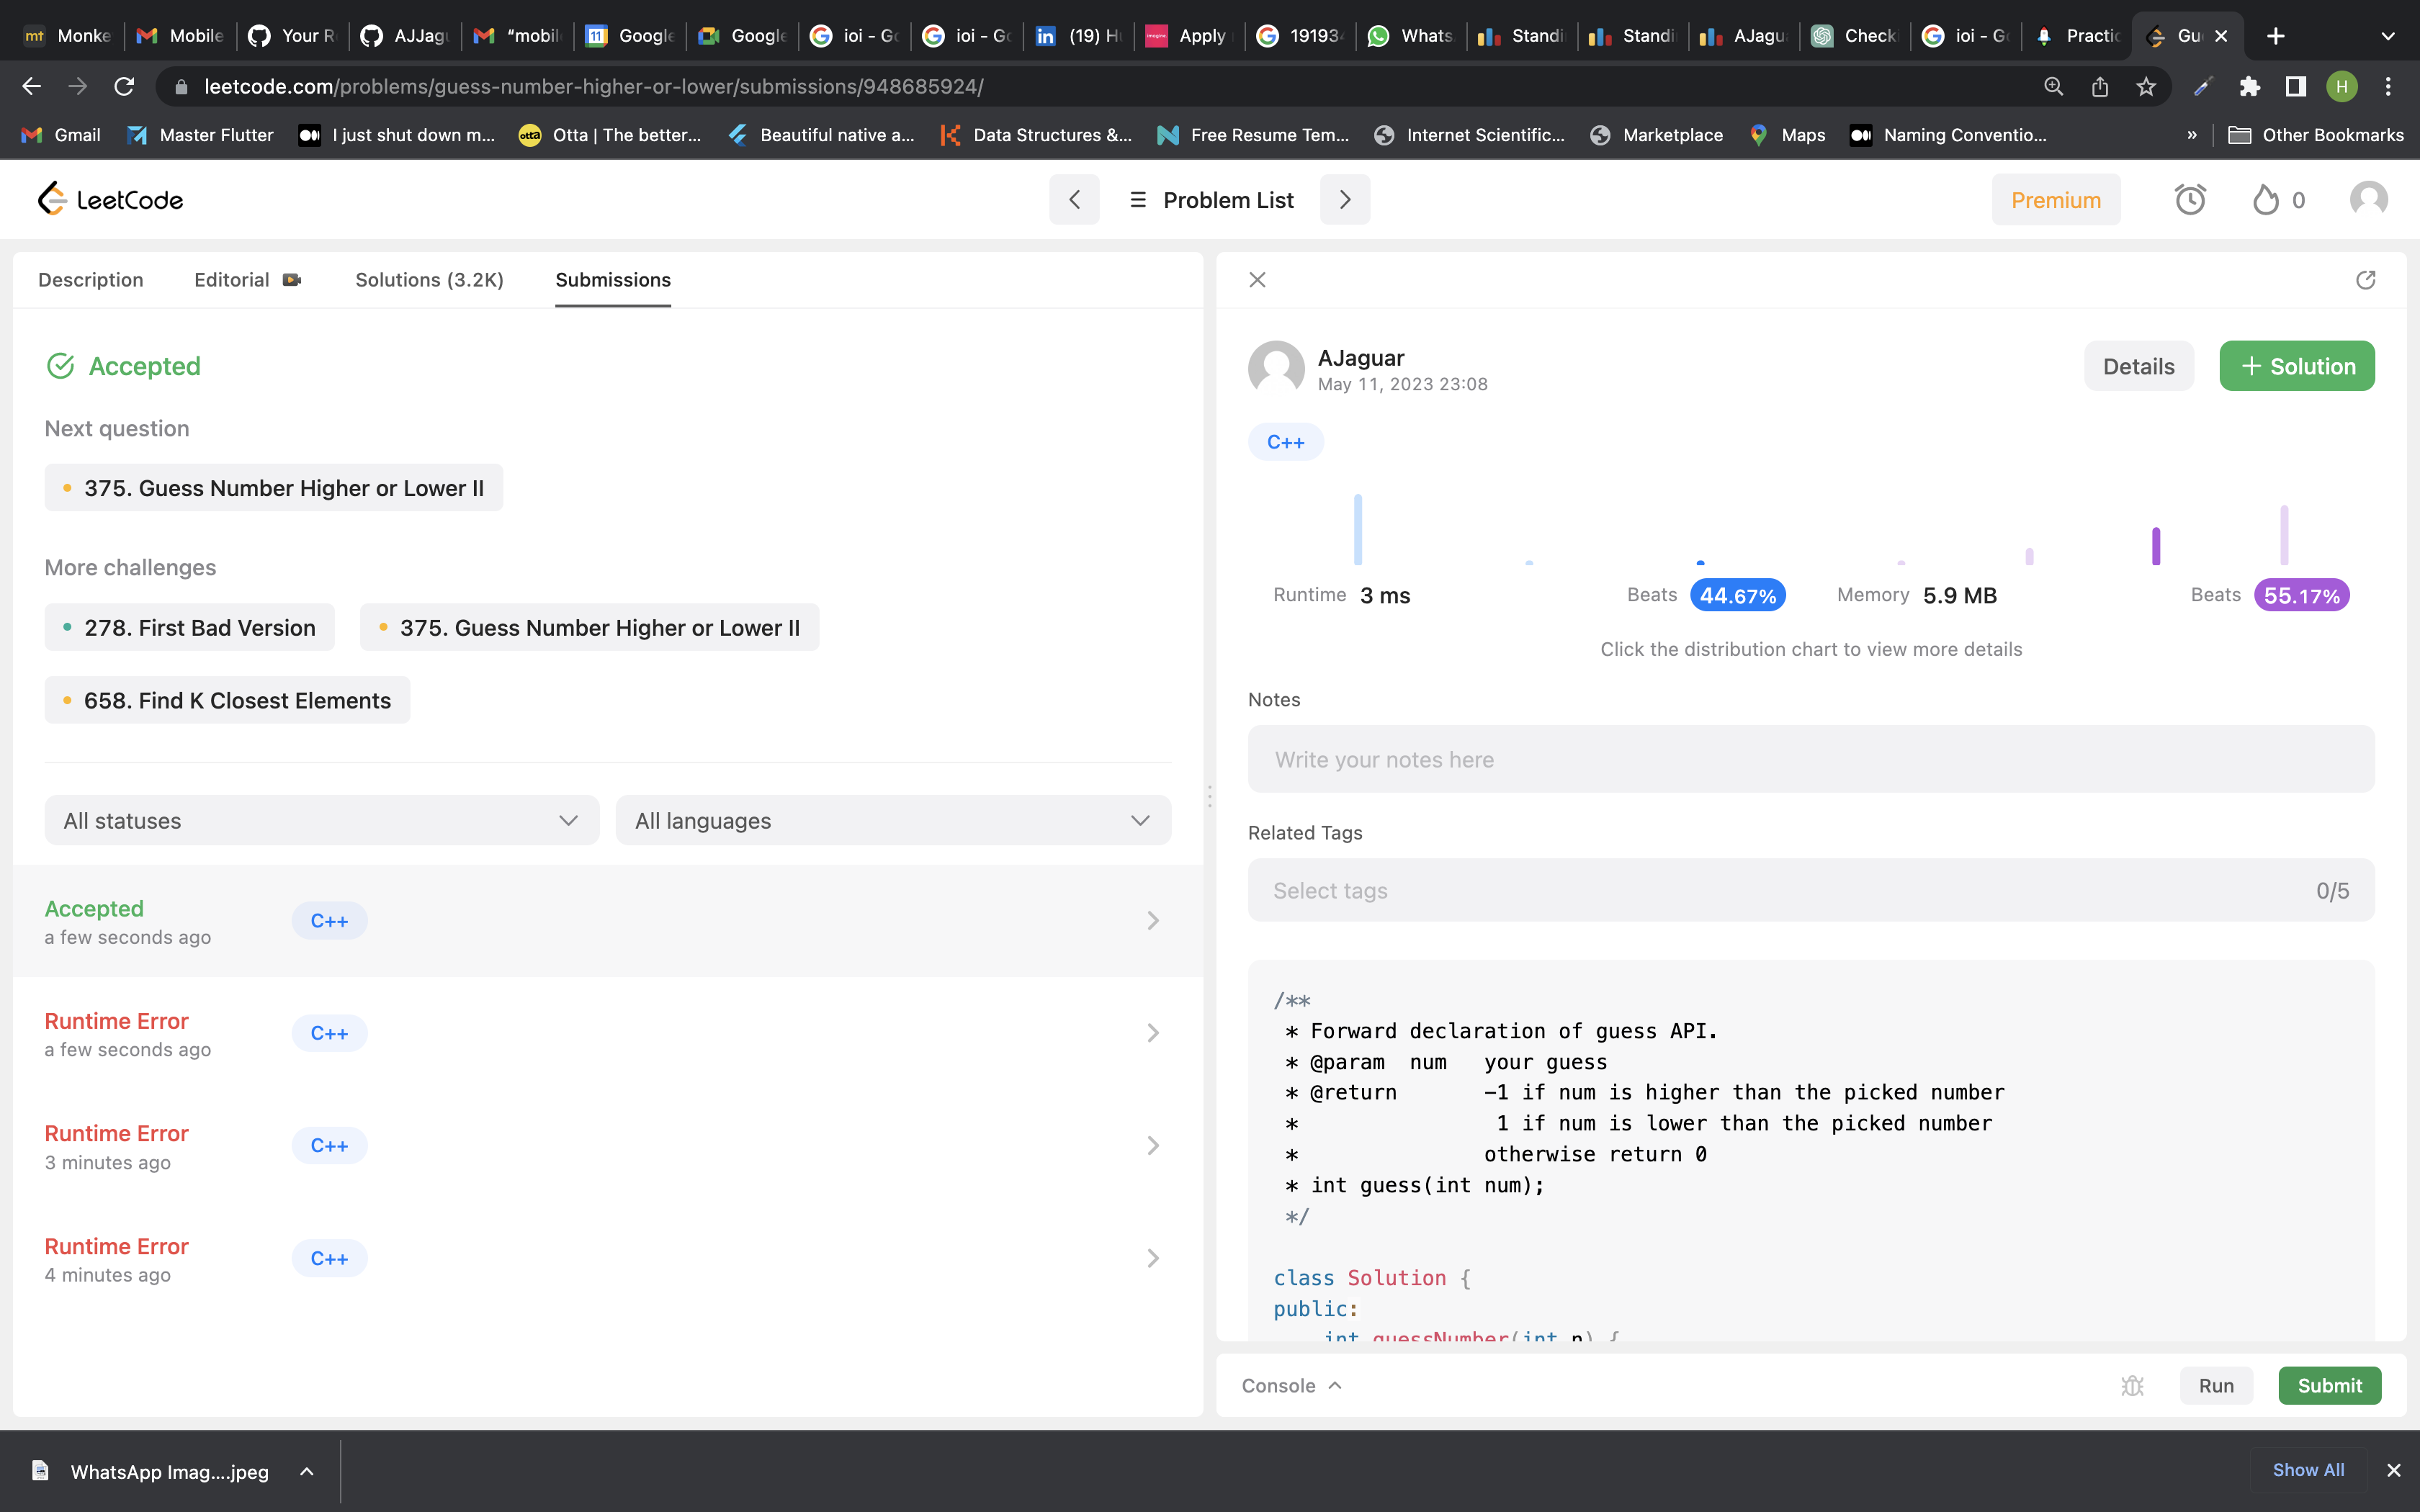 Monke Mobile Your R AJJagu “mobil Google Google ioi - Go ioi - Go (19) Hu Apply 19193 Whats Standi Standi AJagua Checki ioi - Go Practic Gu
leetcode.com/problems/guess-number-higher-or-lower/submissions/948685924/ H
Gmail Master Flutter I just shut down m... Otta | The better... Beautiful native a... Data Structures &... Free Resume Tem... Internet Scientific... Marketplace Maps Naming Conventio... » Other Bookmarks
LeetCode Problem List Premium 0
Description Editorial Solutions (3.2K) Submissions
Accepted
Next question
375. Guess Number Higher or Lower II
More challenges
278. First Bad Version 375. Guess Number Higher or Lower II
658. Find K Closest Elements
All statuses All languages
Accepted C++
a few seconds ago
Runtime Error C++
a few seconds ago
Runtime Error C++
3 minutes ago
Runtime Error C++
4 minutes ago
AJaguar
May 11, 2023 23:08
Details + Solution
C++
Runtime 3 ms Beats 44.67% Memory 5.9 MB Beats 55.17%
Click the distribution chart to view more details
Notes
Write your notes here
Related Tags
Select tags 0/5
/**
 * Forward declaration of guess API.
 * @param  num   your guess
 * @return       -1 if num is higher than the picked number
 *                1 if num is lower than the picked number
 *               otherwise return 0
 * int guess(int num);
 */
class Solution {
public:
    int guessNumber(int n) {
Console Run Submit
WhatsApp Imag....jpeg Show All